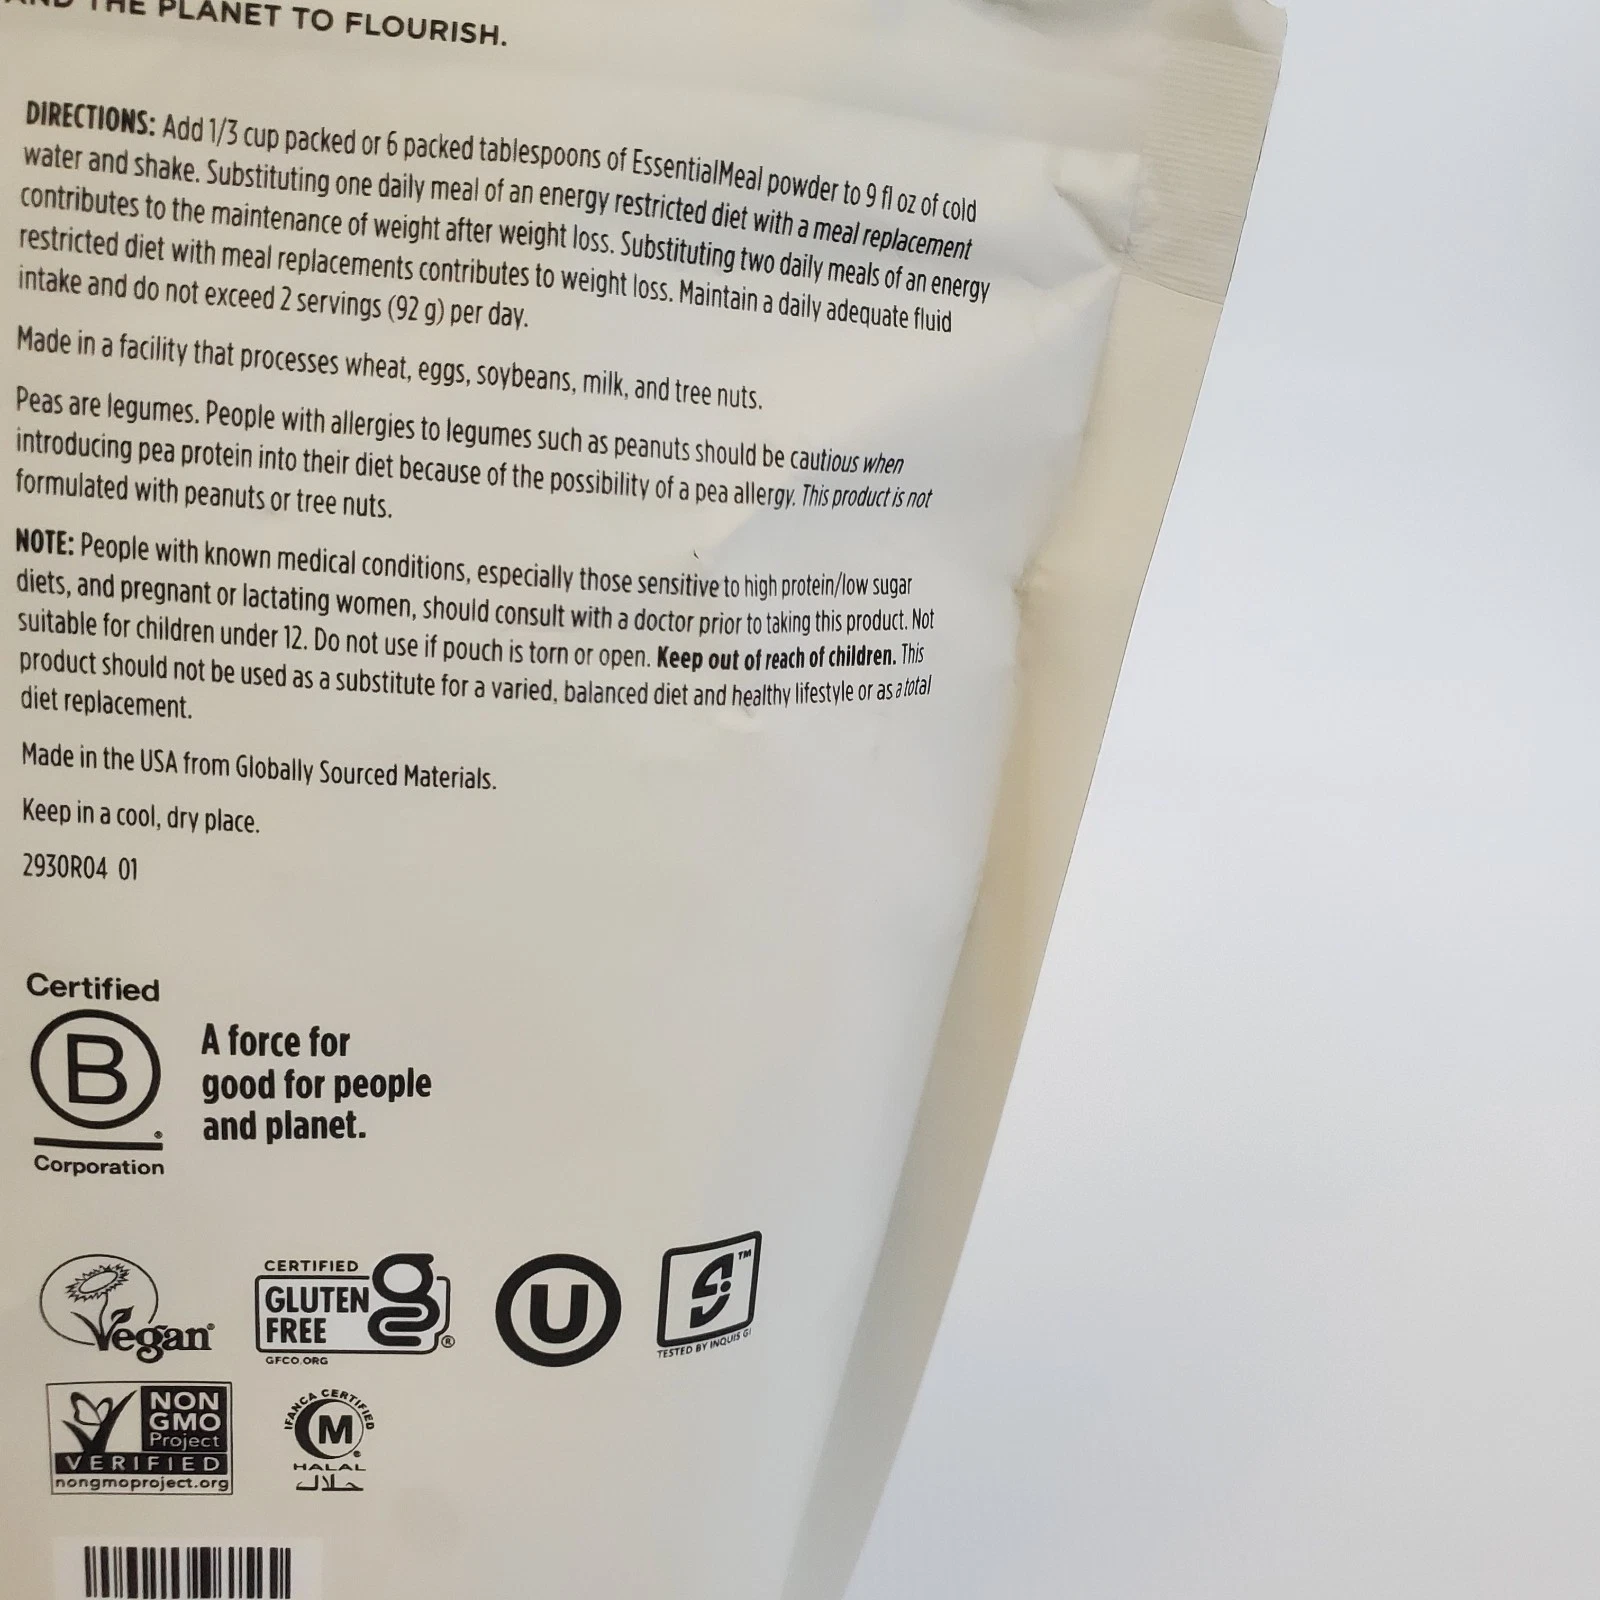 THE PLANET TO FLOURISH.
DIRECTIONS: Add 1/3 cup packed or 6 packed tablespoons of EssentialMeal powder to 9 fl oz of cold
water and shake. Substituting one daily meal of an energy restricted diet with a meal replacement
contributes to the maintenance of weight after weight loss. Substituting two daily meals of an energy
restricted diet with meal replacements contributes to weight loss. Maintain a daily adequate fluid
intake and do not exceed 2 servings (92 g) per day.
Made in a facility that processes wheat, eggs, soybeans, milk, and tree nuts.
Peas are legumes. People with allergies to legumes such as peanuts should be cautious when
introducing pea protein into their diet because of the possibility of a pea allergy. This product is not
formulated with peanuts or tree nuts.
NOTE: People with known medical conditions, especially those sensitive to high protein/low sugar
diets, and pregnant or lactating women, should consult with a doctor prior to taking this product. Not
suitable for children under 12. Do not use if pouch is torn or open. Keep out of reach of children. This
product should not be used as a substitute for a varied, balanced diet and healthy lifestyle or as a total
diet replacement.
Made in the USA from Globally Sourced Materials.
Keep in a cool, dry place.
2930R04 01
Certified
B
®
Corporation
A force for
good for people
and planet.
Vegan®
CERTIFIED
GLUTEN
FREE
g
®
GFCO.ORG
U
TM
TESTED BY INQUIS GI
NON
GMO
Project
VERIFIED
nongmoproject.org
IFANCA CERTIFIED
M®
HALAL
حلال